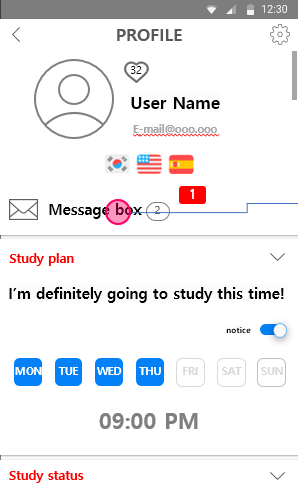 12:30
PROFILE
32
User Name
E-mail@ooo.ooo
1
Message box 2
Study plan
I'm definitely going to study this time!
notice
MON TUE WED THU FRI SAT SUN
09:00 PM
Study status